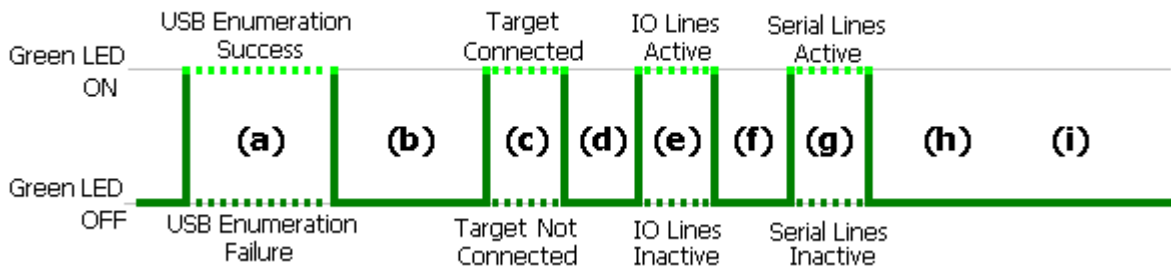 USB Enumeration
Success
Target
Connected
IO Lines
Active
Serial Lines
Active
Green LED
ON
(a)
(b)
(c)
(d)
(e)
(f)
(g)
(h)
(i)
Green LED
OFF
USB Enumeration
Failure
Target Not
Connected
IO Lines
Inactive
Serial Lines
Inactive